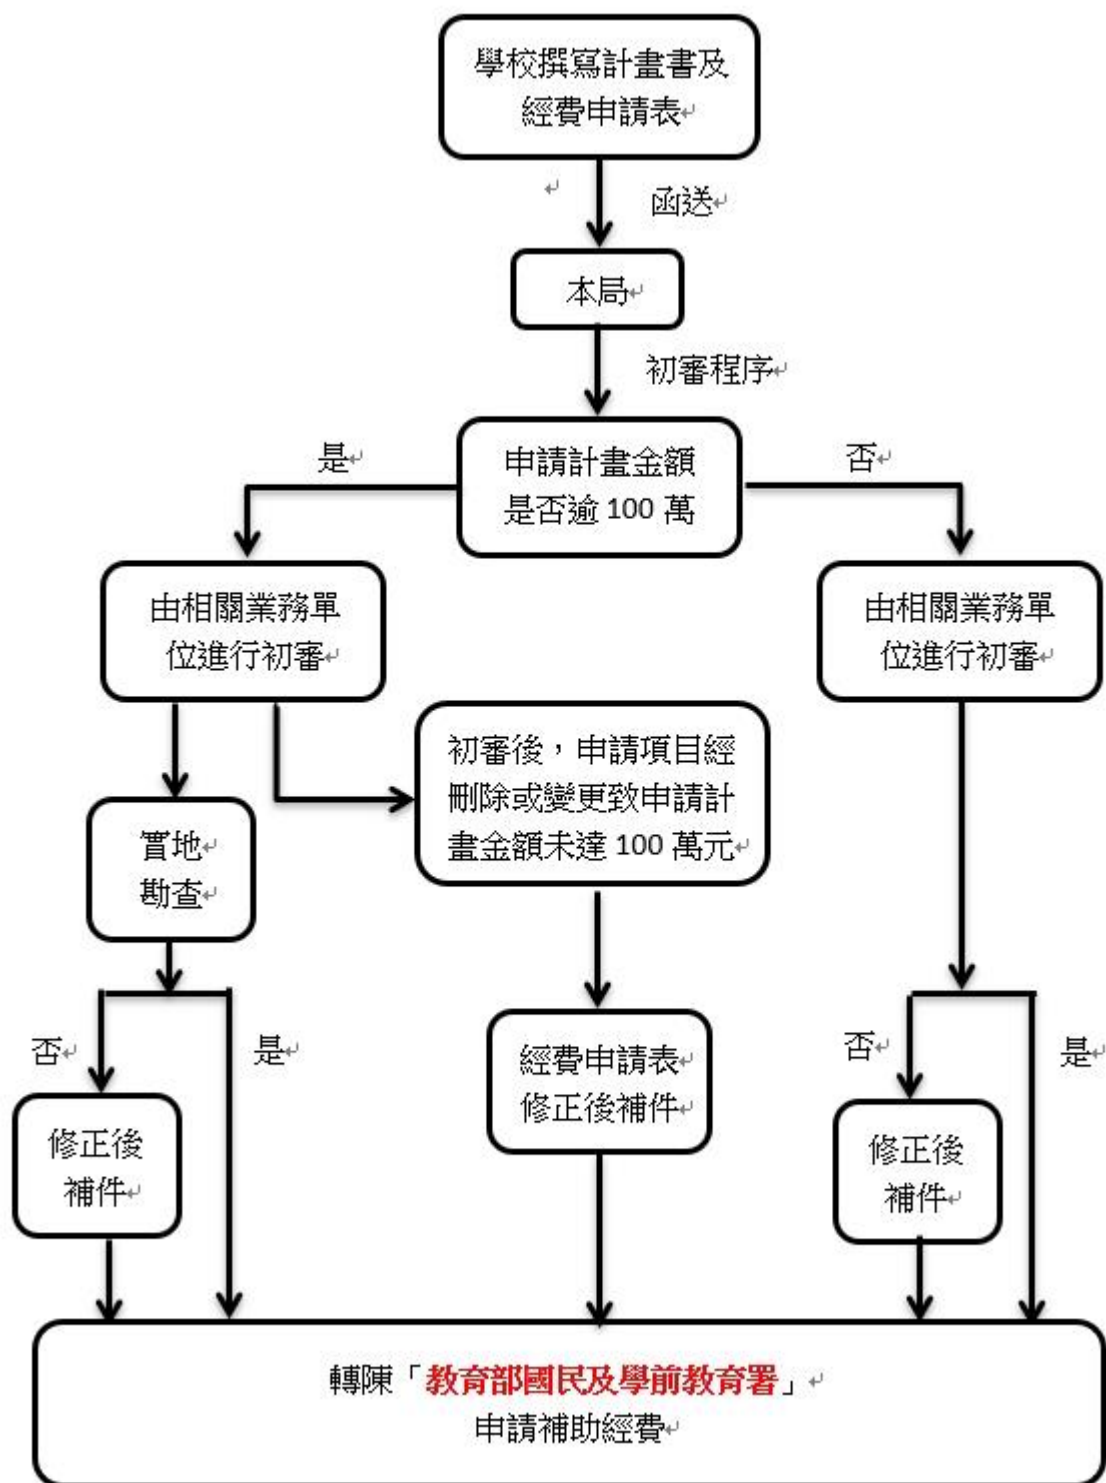 學校撰寫計畫書及
經費申請表
函送
本局
初審程序
是
申請計畫金額
是否逾 100 萬
否
由相關業務單
位進行初審
由相關業務單
位進行初審
初審後，申請項目經
刪除或變更致申請計
畫金額未達 100 萬元
實地
勘查
否
是
經費申請表
修正後補件
否
是
修正後
補件
修正後
補件
轉陳「教育部國民及學前教育署」
申請補助經費